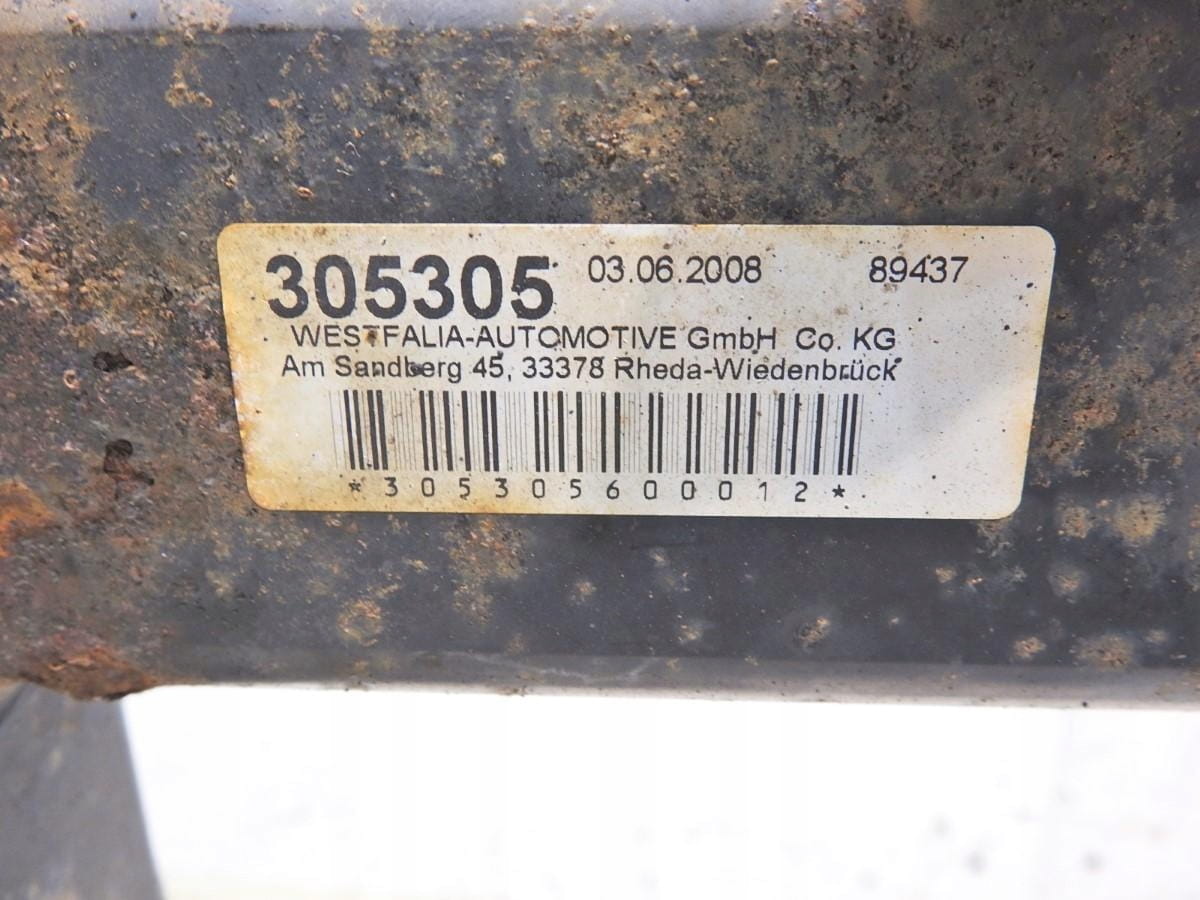 305305 03.06.2008 89437
WESTFALIA-AUTOMOTIVE GmbH Co. KG
Am Sandberg 45, 33378 Rheda-Wiedenbrück
*305305600012*